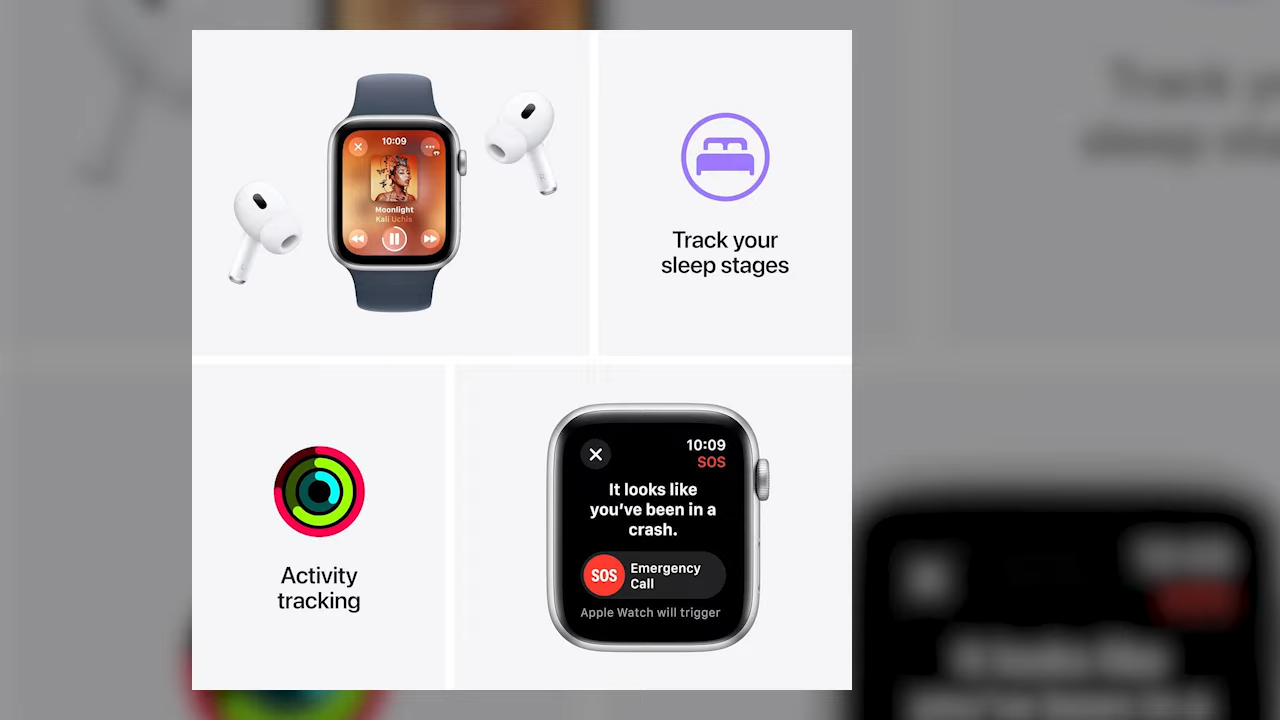 10:09
Moonlight
Kali Uchis
Track your
sleep stages
Activity
tracking
10:09
SOS
It looks like
you've been in a
crash.
SOS
Emergency
Call
Apple Watch will trigger